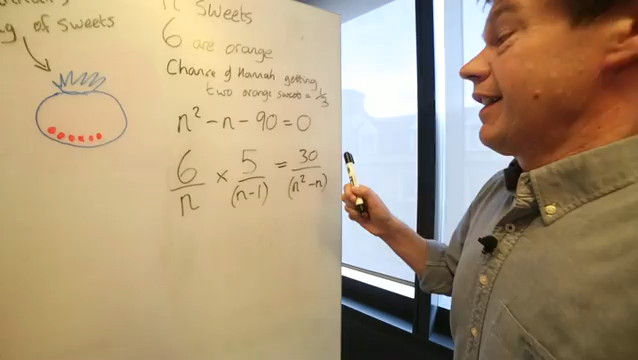 n sweets
g of sweets
6 are orange
Chance of Hannah getting
two orange sweets = 1/3
n² - n - 90 = 0
6/n × 5/(n-1) = 30/(n² - n)